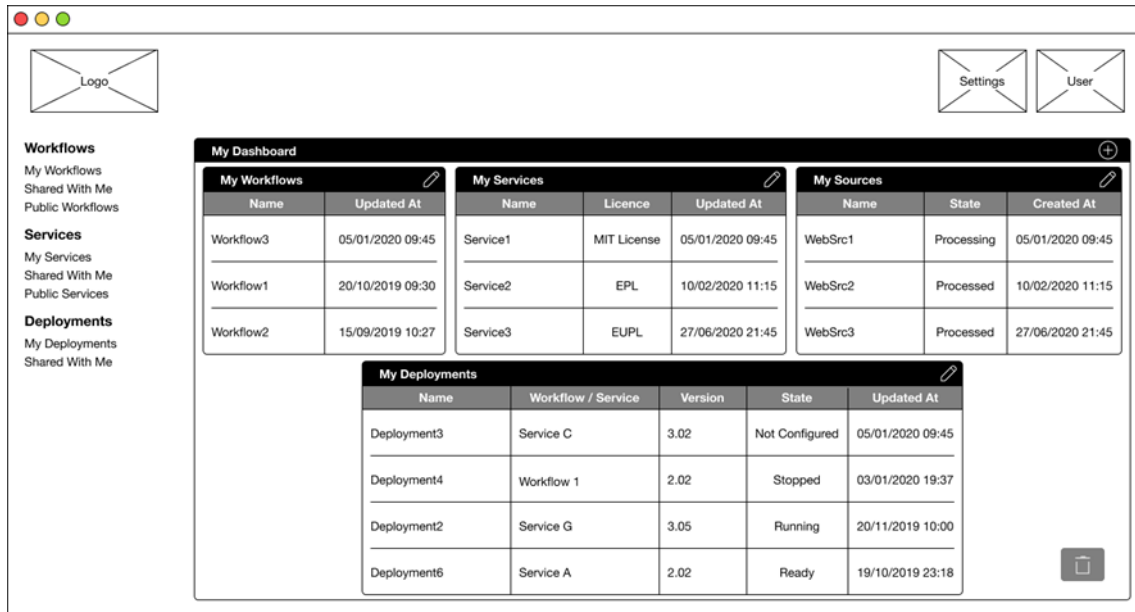 Logo
Settings User
Workflows
My Workflows
Shared With Me
Public Workflows
Services
My Services
Shared With Me
Public Services
Deployments
My Deployments
Shared With Me
My Dashboard
My Workflows
Name Updated At
Workflow3 05/01/2020 09:45
Workflow1 20/10/2019 09:30
Workflow2 15/09/2019 10:27
My Services
Name Licence Updated At
Service1 MIT License 05/01/2020 09:45
Service2 EPL 10/02/2020 11:15
Service3 EUPL 27/06/2020 21:45
My Sources
Name State Created At
WebSrc1 Processing 05/01/2020 09:45
WebSrc2 Processed 10/02/2020 11:15
WebSrc3 Processed 27/06/2020 21:45
My Deployments
Name Workflow / Service Version State Updated At
Deployment3 Service C 3.02 Not Configured 05/01/2020 09:45
Deployment4 Workflow 1 2.02 Stopped 03/01/2020 19:37
Deployment2 Service G 3.05 Running 20/11/2019 10:00
Deployment6 Service A 2.02 Ready 19/10/2019 23:18